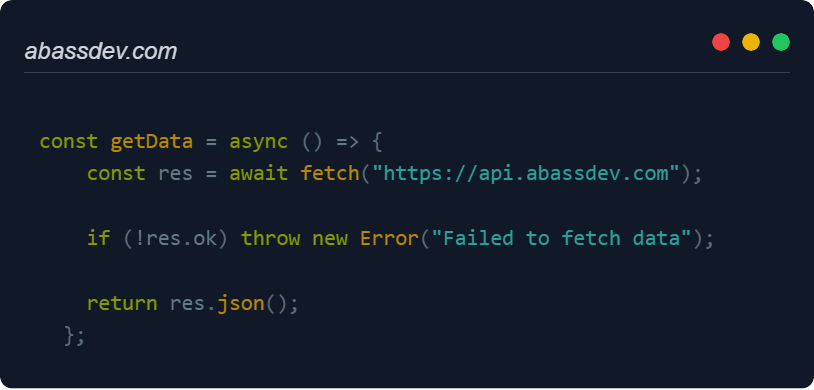 abassdev.com
const getData = async () => {
    const res = await fetch("https://api.abassdev.com");
    if (!res.ok) throw new Error("Failed to fetch data");
    return res.json();
  };